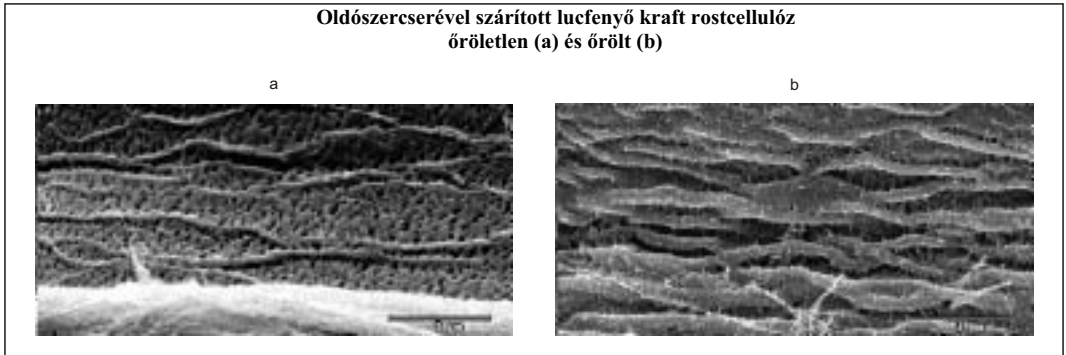 Oldószercserével szárított lucfenyő kraft rostcellulóz
őröletlen (a) és őrölt (b)
a
b